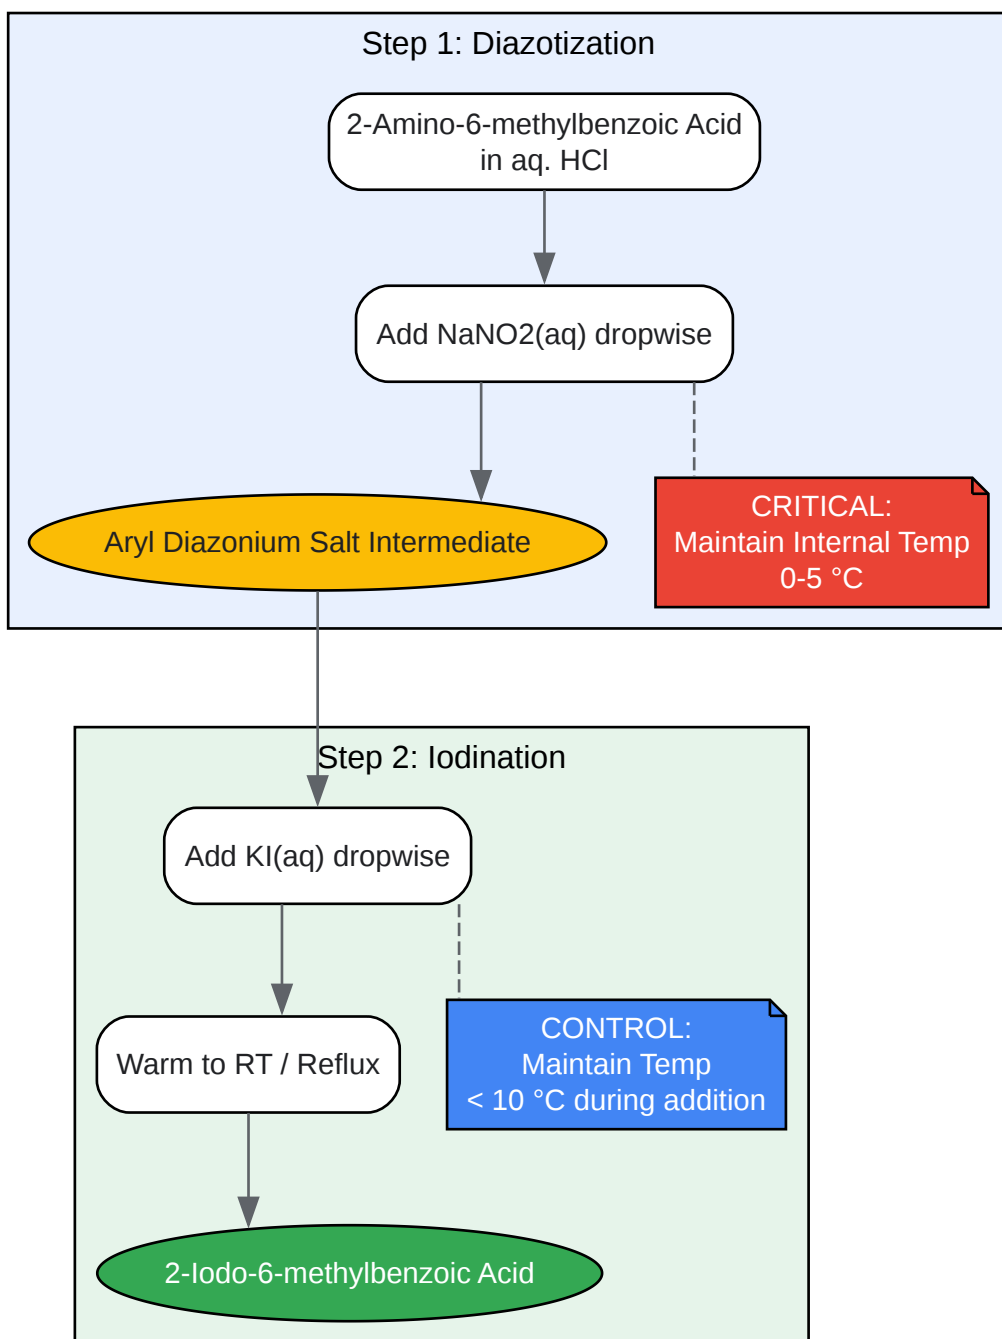 Step 1: Diazotization
2-Amino-6-methylbenzoic Acid
in aq. HCl
Add NaNO2(aq) dropwise
CRITICAL:
Maintain Internal Temp
0-5 °C
Aryl Diazonium Salt Intermediate
Step 2: Iodination
Add KI(aq) dropwise
CONTROL:
Maintain Temp
< 10 °C during addition
Warm to RT / Reflux
2-Iodo-6-methylbenzoic Acid